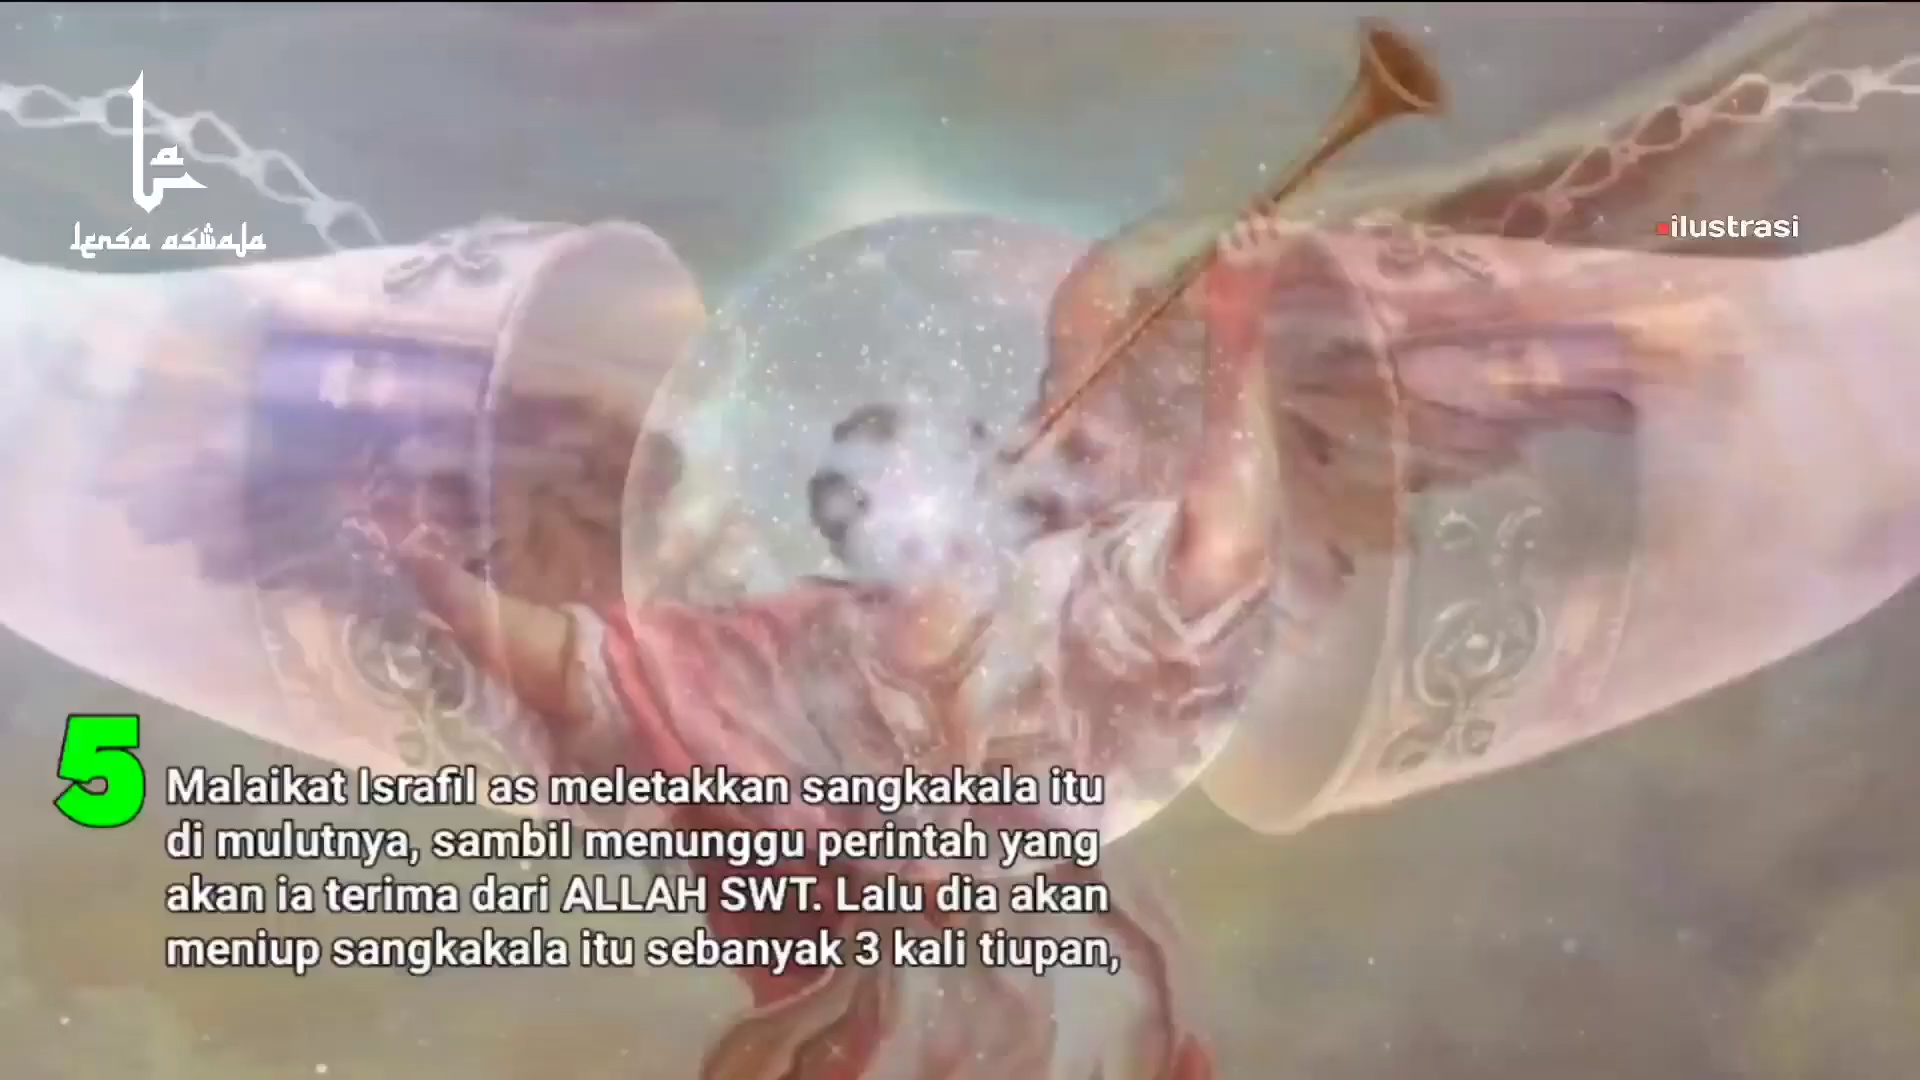 lensa aswaja
ilustrasi
5
Malaikat Israfil as meletakkan sangkakala itu
di mulutnya, sambil menunggu perintah yang
akan ia terima dari ALLAH SWT. Lalu dia akan
meniup sangkakala itu sebanyak 3 kali tiupan,